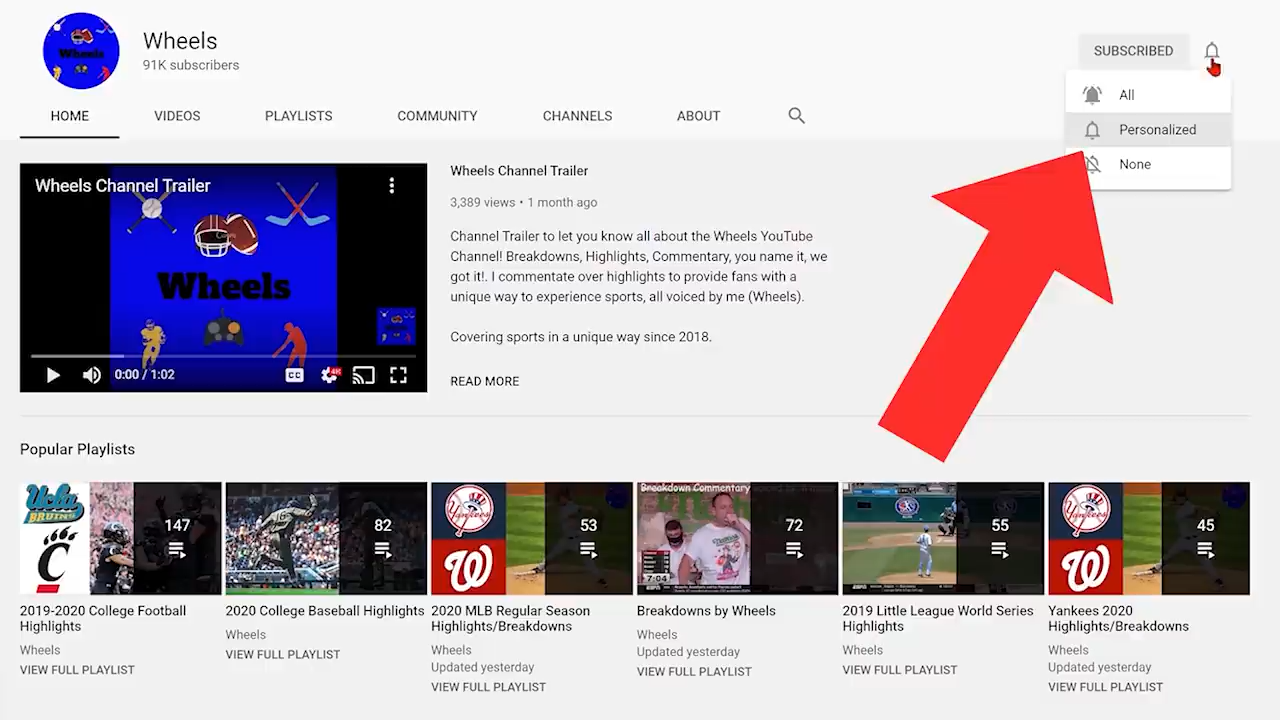 Wheels
91K subscribers
SUBSCRIBED
HOME
VIDEOS
PLAYLISTS
COMMUNITY
CHANNELS
ABOUT
All
Personalized
None
Wheels Channel Trailer
Wheels
0:00 / 1:02
CC
4K
Wheels Channel Trailer
3,389 views • 1 month ago
Channel Trailer to let you know all about the Wheels YouTube
Channel! Breakdowns, Highlights, Commentary, you name it, we
got it!. I commentate over highlights to provide fans with a
unique way to experience sports, all voiced by me (Wheels).
Covering sports in a unique way since 2018.
READ MORE
Popular Playlists
Ucla
BRUINS
C
147
2019-2020 College Football
Highlights
Wheels
VIEW FULL PLAYLIST
82
2020 College Baseball Highlights
Wheels
VIEW FULL PLAYLIST
Yankees
W
53
2020 MLB Regular Season
Highlights/Breakdowns
Wheels
Updated yesterday
VIEW FULL PLAYLIST
Breakdown Commentary
7:04
ESPN
72
Breakdowns by Wheels
Wheels
Updated yesterday
VIEW FULL PLAYLIST
55
2019 Little League World Series
Highlights
Wheels
VIEW FULL PLAYLIST
Yankees
W
45
Yankees 2020
Highlights/Breakdowns
Wheels
Updated yesterday
VIEW FULL PLAYLIST